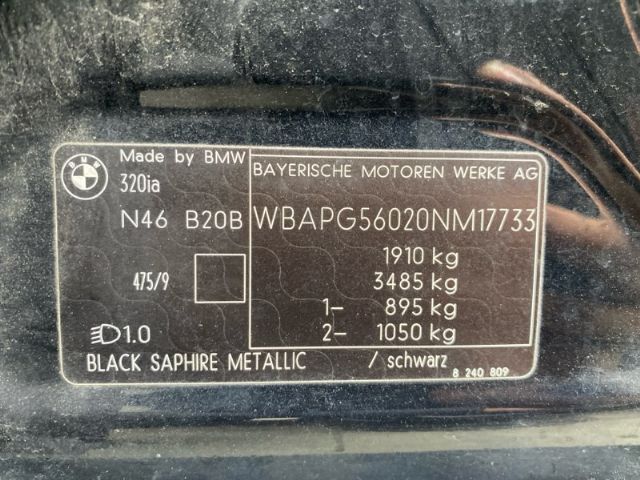 BMW
Made by BMW
320ia
N46 B20B
BAYERISCHE MOTOREN WERKE AG
WBAPG56020NM17733
1910 kg
475/9
3485 kg
1– 895 kg
1.0
2– 1050 kg
BLACK SAPHIRE METALLIC / schwarz
8 240 809